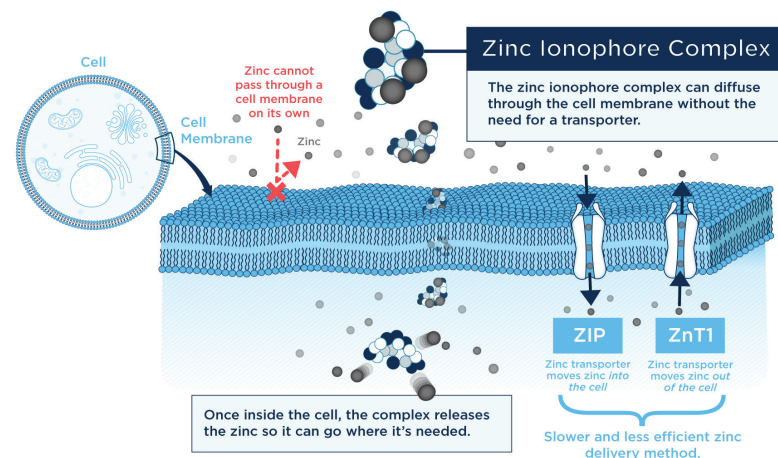 Cell
Cell
Membrane
Zinc cannot
pass through a
cell membrane
on its own
Zinc
Zinc Ionophore Complex
The zinc ionophore complex can diffuse
through the cell membrane without the
need for a transporter.
ZIP
Zinc transporter
moves zinc into
the cell
ZnT1
Zinc transporter
moves zinc out
of the cell
Once inside the cell, the complex releases
the zinc so it can go where it's needed.
Slower and less efficient zinc
delivery method.